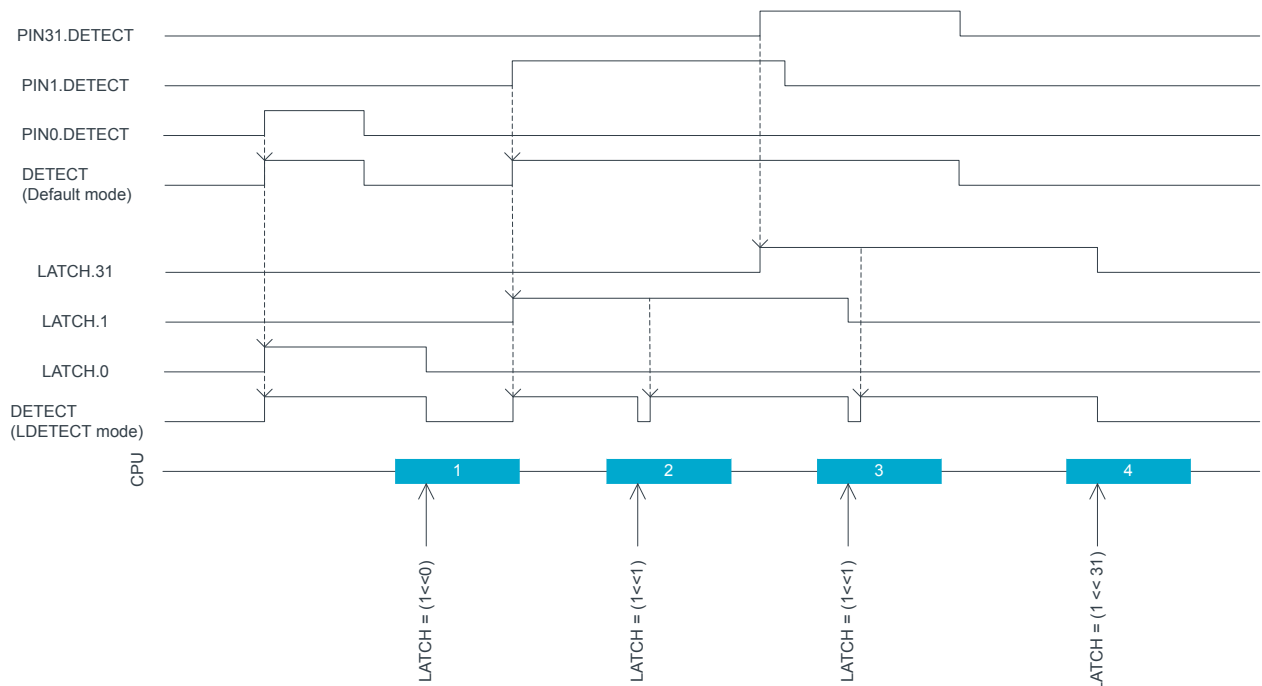 PIN31.DETECT
PIN1.DETECT
PIN0.DETECT
DETECT
(Default mode)
LATCH.31
LATCH.1
LATCH.0
DETECT
(LDETECT mode)
CPU
1
2
3
4
LATCH = (1<<0)
LATCH = (1<<1)
LATCH = (1<<1)
LATCH = (1 << 31)